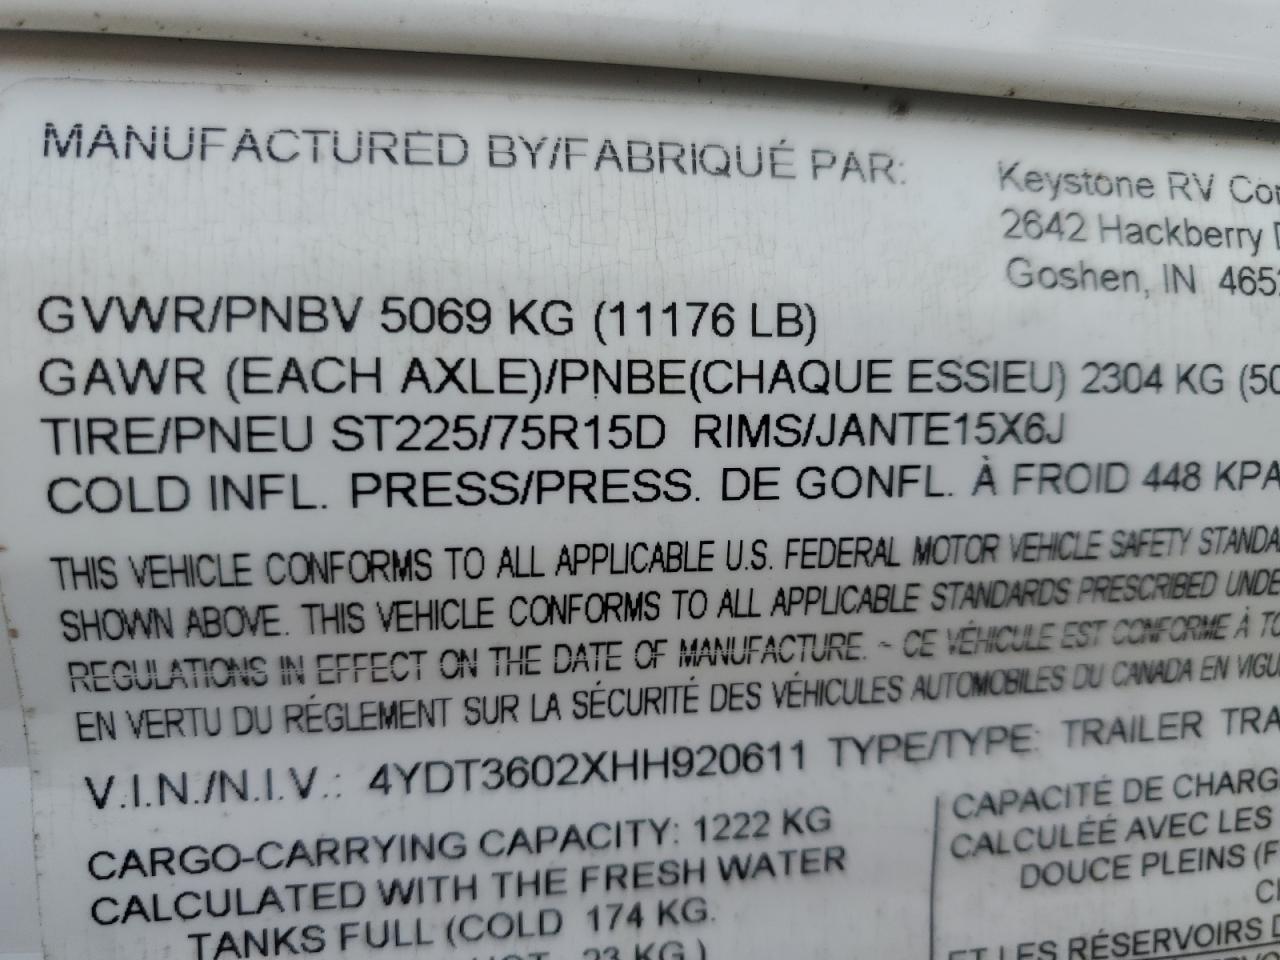 MANUFACTURED BY/FABRIQUÉ PAR: Keystone RV
2642 Hackberry
Goshen, IN
GVWR/PNBV 5069 KG (11176 LB)
GAWR (EACH AXLE)/PNBE(CHAQUE ESSIEU) 2304 KG
TIRE/PNEU ST225/75R15D RIMS/JANTE15X6J
COLD INFL. PRESS/PRESS. DE GONFL. À FROID 448 KPA
THIS VEHICLE CONFORMS TO ALL APPLICABLE U.S. FEDERAL MOTOR VEHICLE SAFETY
SHOWN ABOVE. THIS VEHICLE CONFORMS TO ALL APPLICABLE STANDARDS PRESCRIBED
REGULATIONS IN EFFECT ON THE DATE OF MANUFACTURE. ~ CE VÉHICULE EST CONFORME À
EN VERTU DU RÉGLEMENT SUR LA SÉCURITÉ DES VÉHICULES AUTOMOBILES DU CANADA EN
V.I.N./N.I.V.: 4YDT3602XHH920611 TYPE/TYPE: TRAILER
CARGO-CARRYING CAPACITY: 1222 KG
CALCULATED WITH THE FRESH WATER
TANKS FULL (COLD 174 KG.
23 KG.)
CAPACITÉ DE
CALCULÉÉ AVEC LES
DOUCE PLEINS
ET LES RÉSERVOIRS